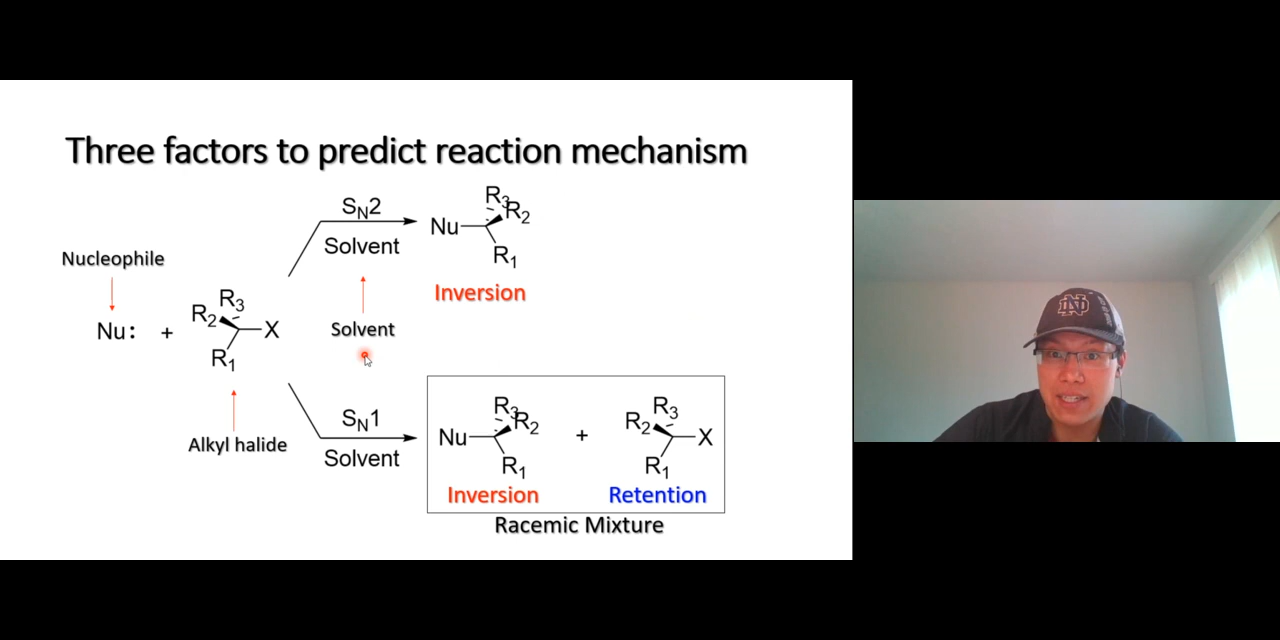 Three factors to predict reaction mechanism
SN2
Solvent
R3
Nu R2
R1
Inversion
Nucleophile
Nu: + R2 R3 X
R1
Solvent
Alkyl halide
SN1
Solvent
R3
Nu R2
R1
Inversion
+
R3
R2 X
R1
Retention
Racemic Mixture
ND